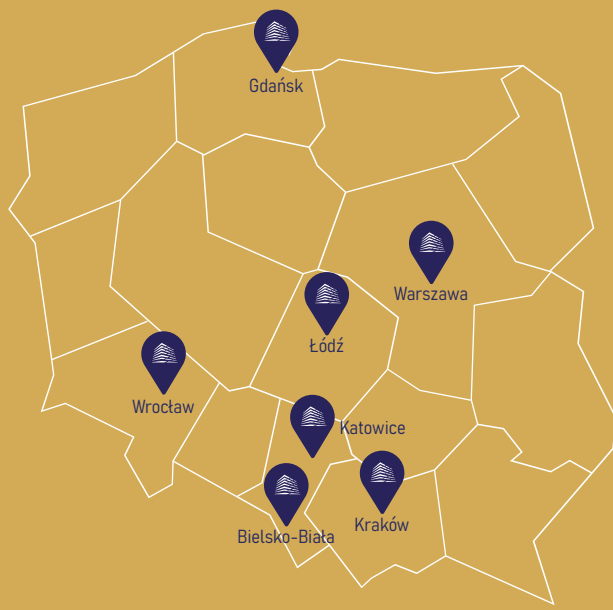 Gdańsk
Warszawa
Łódź
Wrocław
Katowice
Kraków
Bielsko-Biała